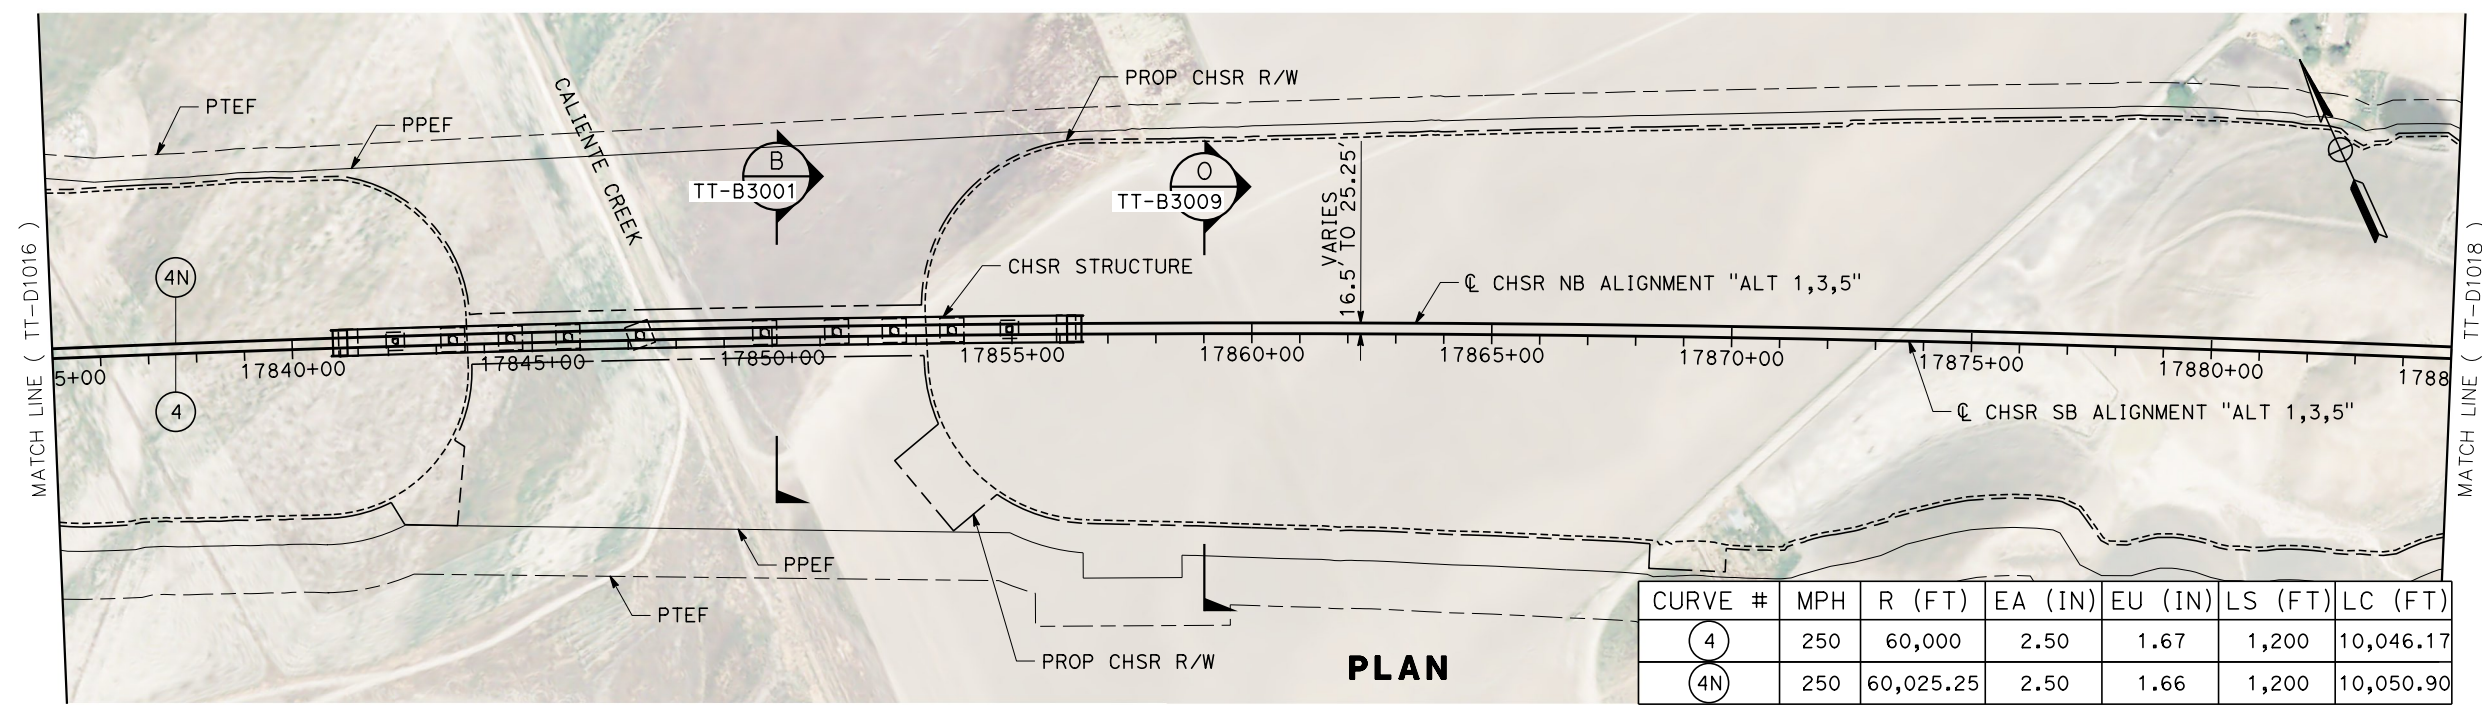 PROP CHSR R/W
PTEF
PPEF
CALIENTE CREEK
B
TT-B3001
O
TT-B3009
VARIES
16.5' TO 25.25'
MATCH LINE ( TT-D1016 )
MATCH LINE ( TT-D1018 )
4N
CHSR STRUCTURE
℄ CHSR NB ALIGNMENT "ALT 1,3,5"
5+00
17840+00
17845+00
17850+00
17855+00
17860+00
17865+00
17870+00
17875+00
17880+00
1788
4
℄ CHSR SB ALIGNMENT "ALT 1,3,5"
PPEF
PTEF
PROP CHSR R/W
PLAN
CURVE # MPH R (FT) EA (IN) EU (IN) LS (FT) LC (FT)
4 250 60,000 2.50 1.67 1,200 10,046.17
4N 250 60,025.25 2.50 1.66 1,200 10,050.90